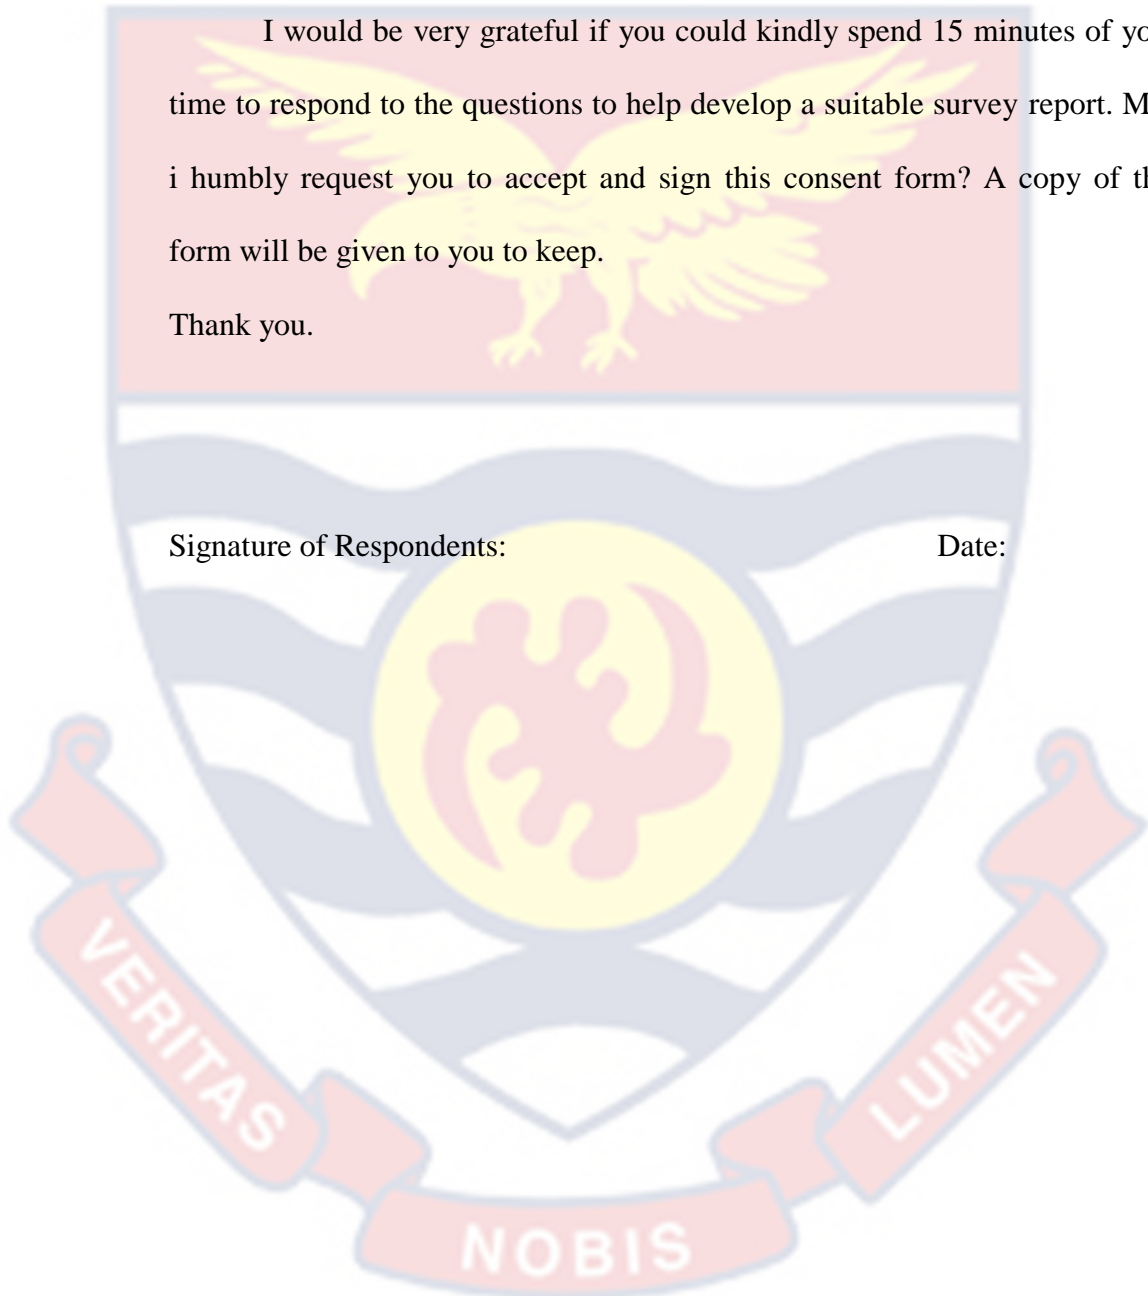 I would be very grateful if you could kindly spend 15 minutes of
time to respond to the questions to help develop a suitable survey report.
i humbly request you to accept and sign this consent form? A copy of
form will be given to you to keep.
Thank you.
Signature of Respondents: Date:
VERITAS
NOBIS
LUMEN